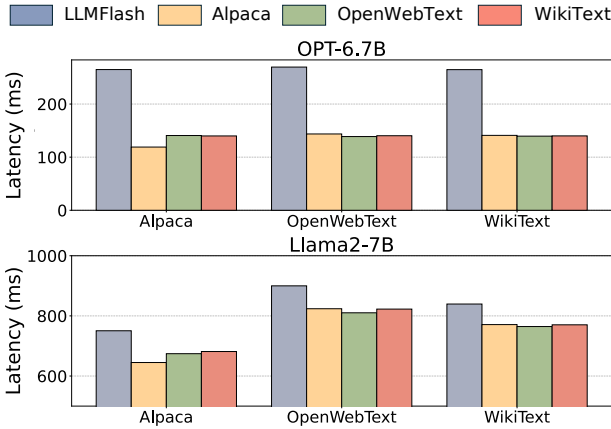 LLMFlash Alpaca OpenWebText WikiText
OPT-6.7B
Latency (ms)
200
100
0
Alpaca OpenWebText WikiText
Llama2-7B
Latency (ms)
1000
800
600
Alpaca OpenWebText WikiText